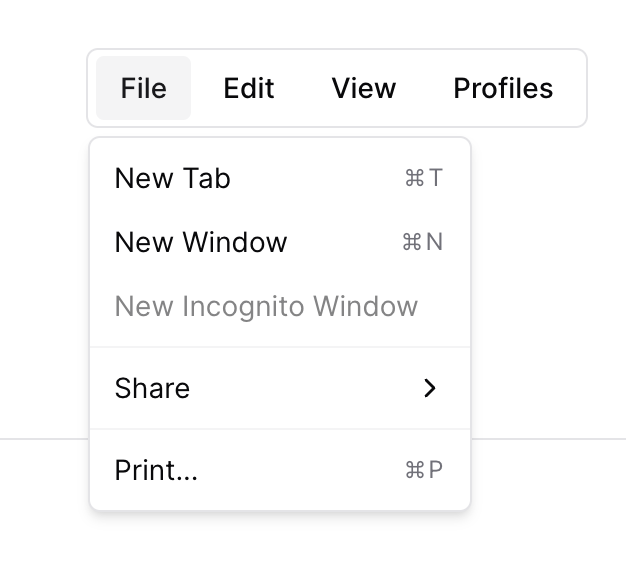 File Edit View Profiles
New Tab ⌘T
New Window ⌘N
New Incognito Window
Share
Print... ⌘P